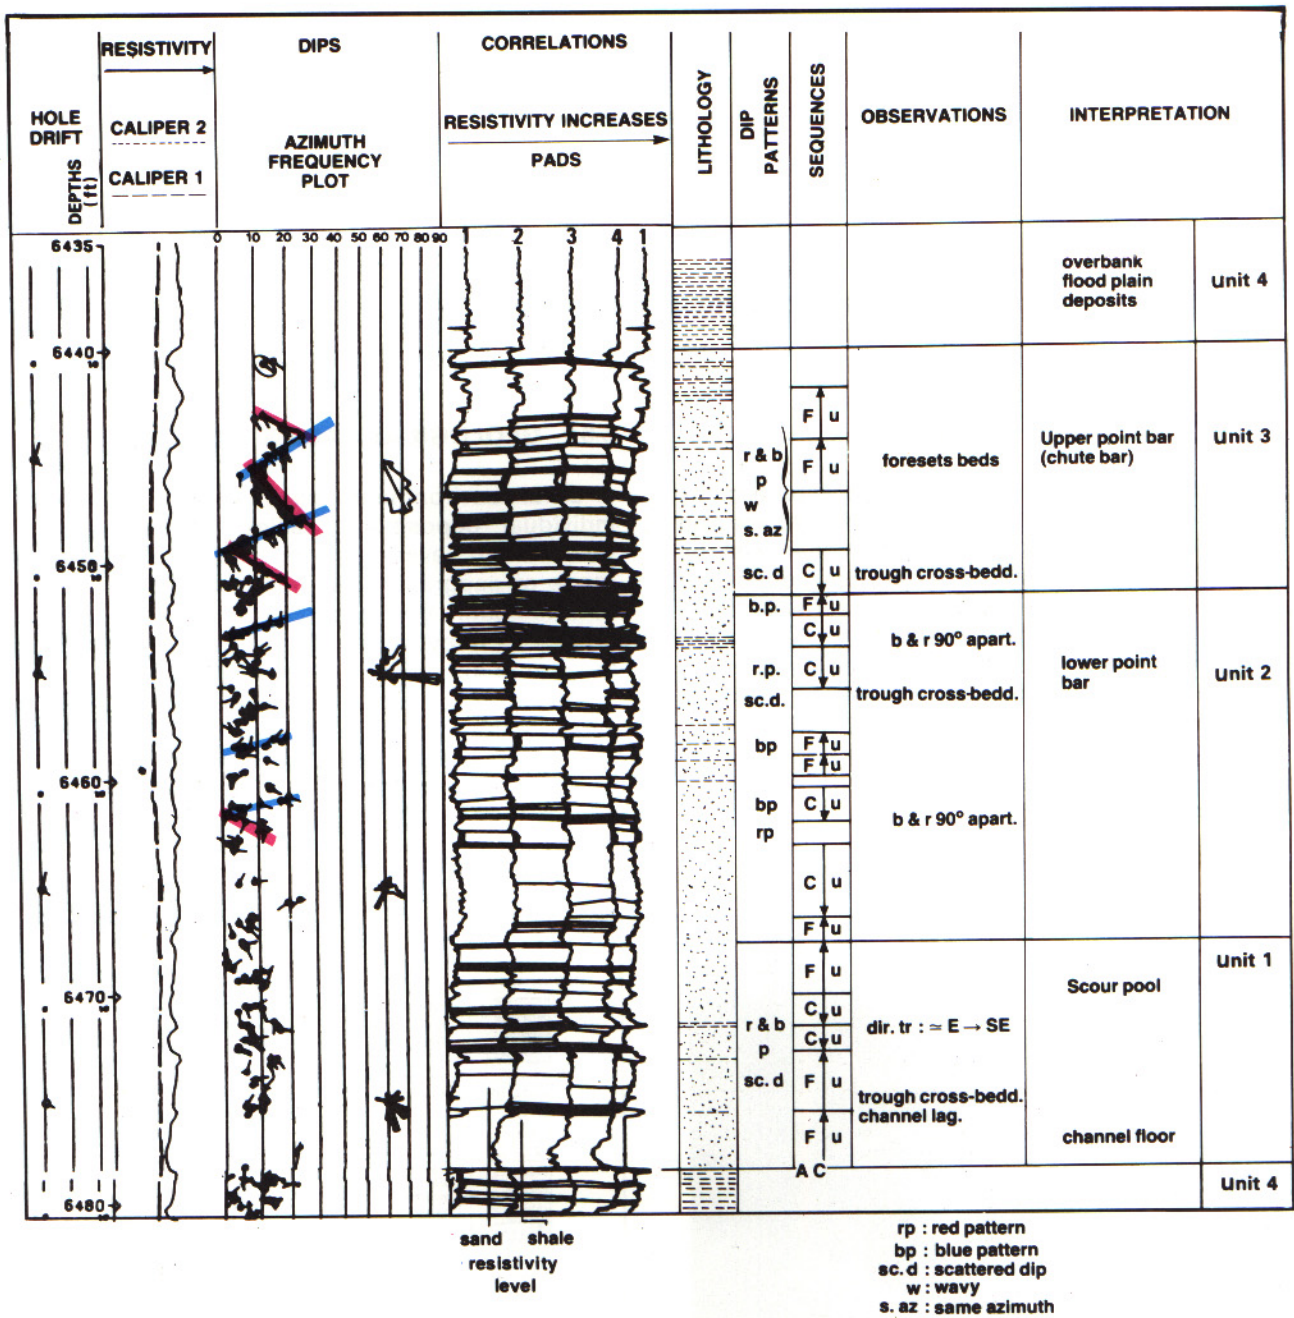 HOLE DRIFT
DEPTHS (ft)
RESISTIVITY
CALIPER 2
CALIPER 1
DIPS
AZIMUTH
FREQUENCY
PLOT
CORRELATIONS
RESISTIVITY INCREASES
PADS
LITHOLOGY
DIP PATTERNS
SEQUENCES
OBSERVATIONS
INTERPRETATION
0 10 20 30 40 50 60 70 80 90
1 2 3 4 1
6435
6440
6450
6460
6470
6480
r & b
p
w
s. az
sc. d
b.p.
r.p.
sc.d.
bp
bp
rp
r & b
p
sc. d
F u
F u
C u
F u
C u
C u
F u
F u
C u
C u
F u
F u
C u
C u
F u
F u
A C
foresets beds
trough cross-bedd.
b & r 90° apart.
trough cross-bedd.
b & r 90° apart.
dir. tr : ≃ E → SE
trough cross-bedd.
channel lag.
overbank
flood plain
deposits
Unit 4
Upper point bar
(chute bar)
Unit 3
lower point
bar
Unit 2
Unit 1
Scour pool
channel floor
Unit 4
sand shale
resistivity
level
rp : red pattern
bp : blue pattern
sc. d : scattered dip
w : wavy
s. az : same azimuth